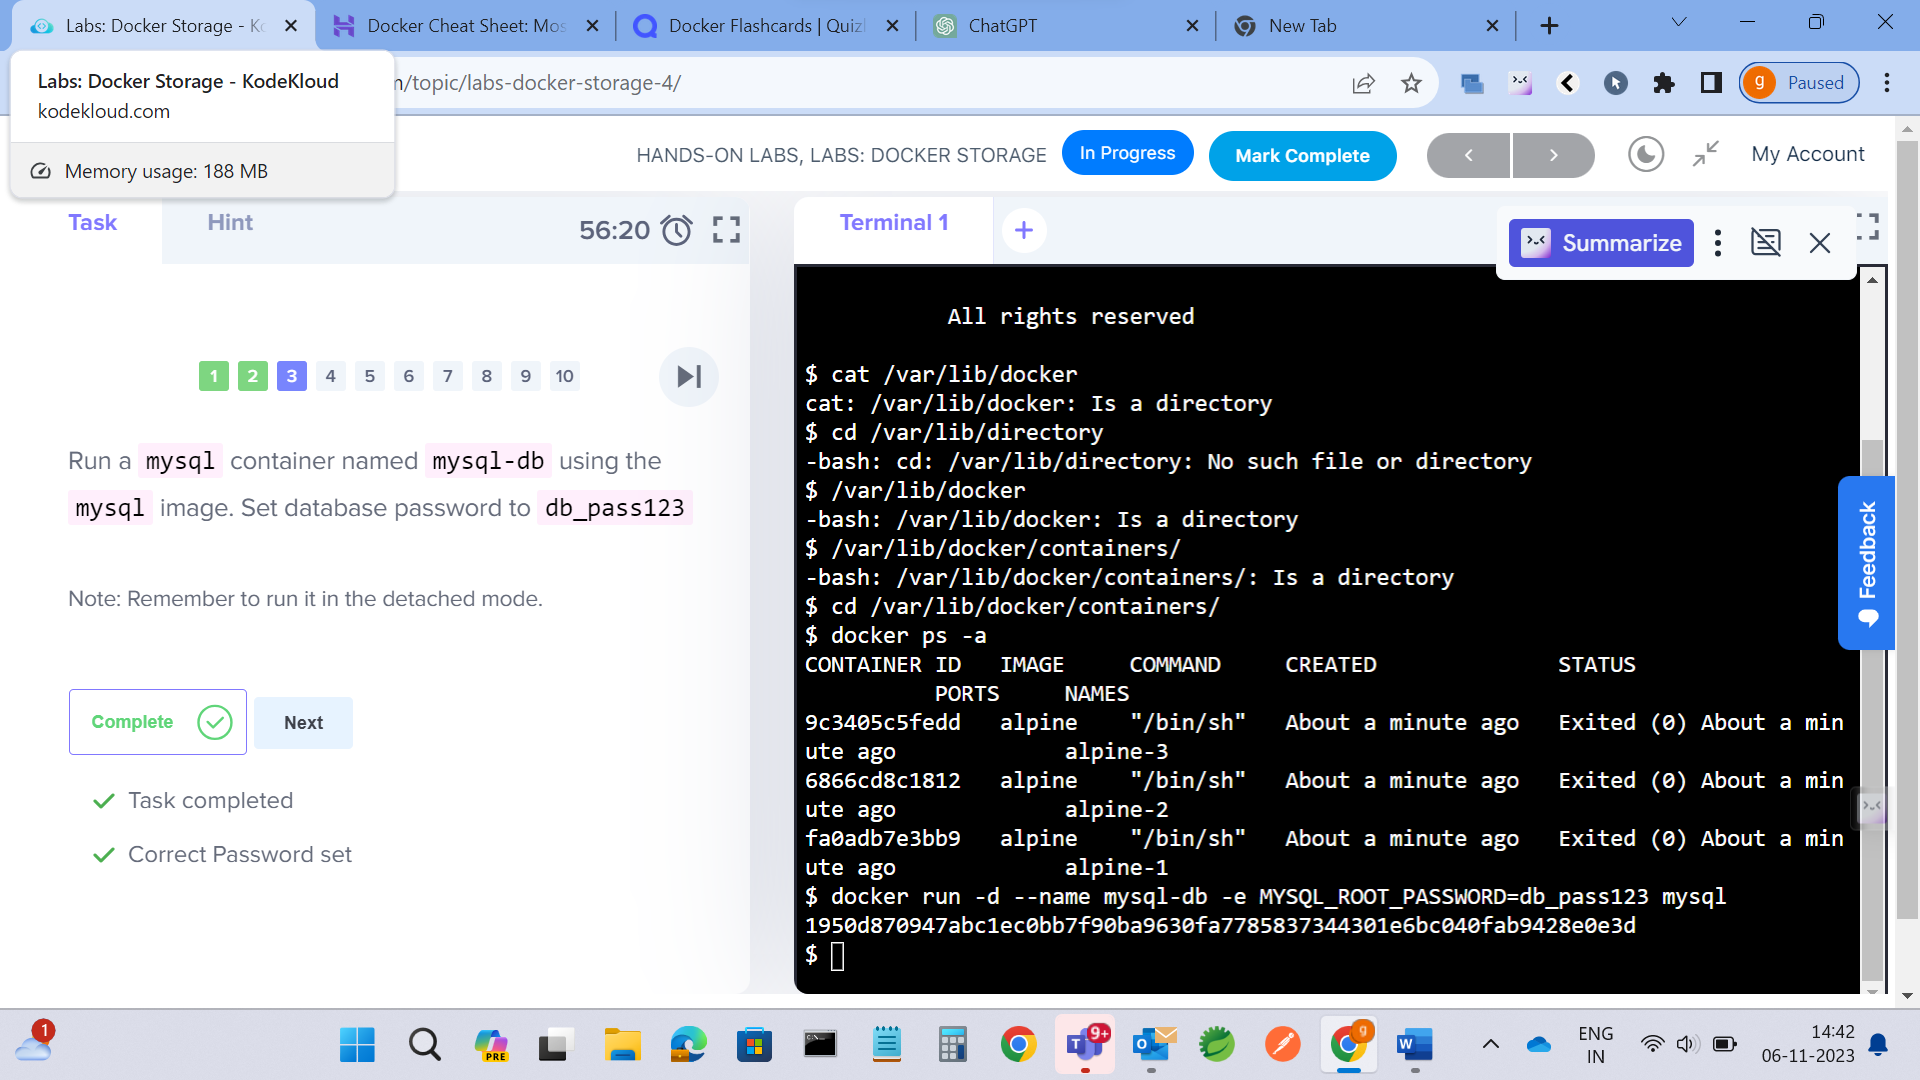 Labs: Docker Storage - Ko
Docker Cheat Sheet: Mos
Docker Flashcards | Quizl
ChatGPT
New Tab
Labs: Docker Storage - KodeKloud
kodekloud.com
Memory usage: 188 MB
/topic/labs-docker-storage-4/
g Paused
HANDS-ON LABS, LABS: DOCKER STORAGE
In Progress
Mark Complete
My Account
Task
Hint
56:20
Terminal 1
Summarize
1 2 3 4 5 6 7 8 9 10
Run a mysql container named mysql-db using the
mysql image. Set database password to db_pass123
Note: Remember to run it in the detached mode.
Complete
Next
Task completed
Correct Password set
All rights reserved
$ cat /var/lib/docker
cat: /var/lib/docker: Is a directory
$ cd /var/lib/directory
-bash: cd: /var/lib/directory: No such file or directory
$ /var/lib/docker
-bash: /var/lib/docker: Is a directory
$ /var/lib/docker/containers/
-bash: /var/lib/docker/containers/: Is a directory
$ cd /var/lib/docker/containers/
$ docker ps -a
CONTAINER ID IMAGE COMMAND CREATED STATUS
PORTS NAMES
9c3405c5fedd alpine "/bin/sh" About a minute ago Exited (0) About a min
ute ago alpine-3
6866cd8c1812 alpine "/bin/sh" About a minute ago Exited (0) About a min
ute ago alpine-2
fa0adb7e3bb9 alpine "/bin/sh" About a minute ago Exited (0) About a min
ute ago alpine-1
$ docker run -d --name mysql-db -e MYSQL_ROOT_PASSWORD=db_pass123 mysql
1950d870947abc1ec0bb7f90ba9630fa7785837344301e6bc040fab9428e0e3d
$
Feedback
1
PRE
9+
g
ENG
IN
14:42
06-11-2023